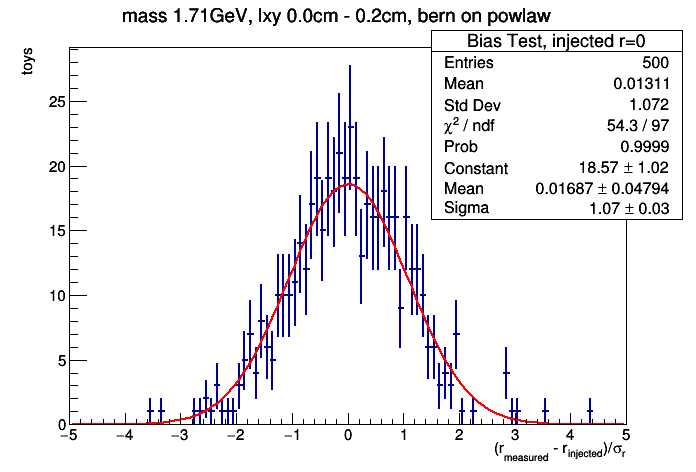 mass 1.71GeV, lxy 0.0cm - 0.2cm, bern on powlaw
Bias Test, injected r=0
Entries 500
Mean 0.01311
Std Dev 1.072
χ² / ndf 54.3 / 97
Prob 0.9999
Constant 18.57 ± 1.02
Mean 0.01687 ± 0.04794
Sigma 1.07 ± 0.03
toys
25
20
15
10
5
0
−5 −4 −3 −2 −1 0 1 2 3 4 5
(r_measured - r_injected)/σ_r